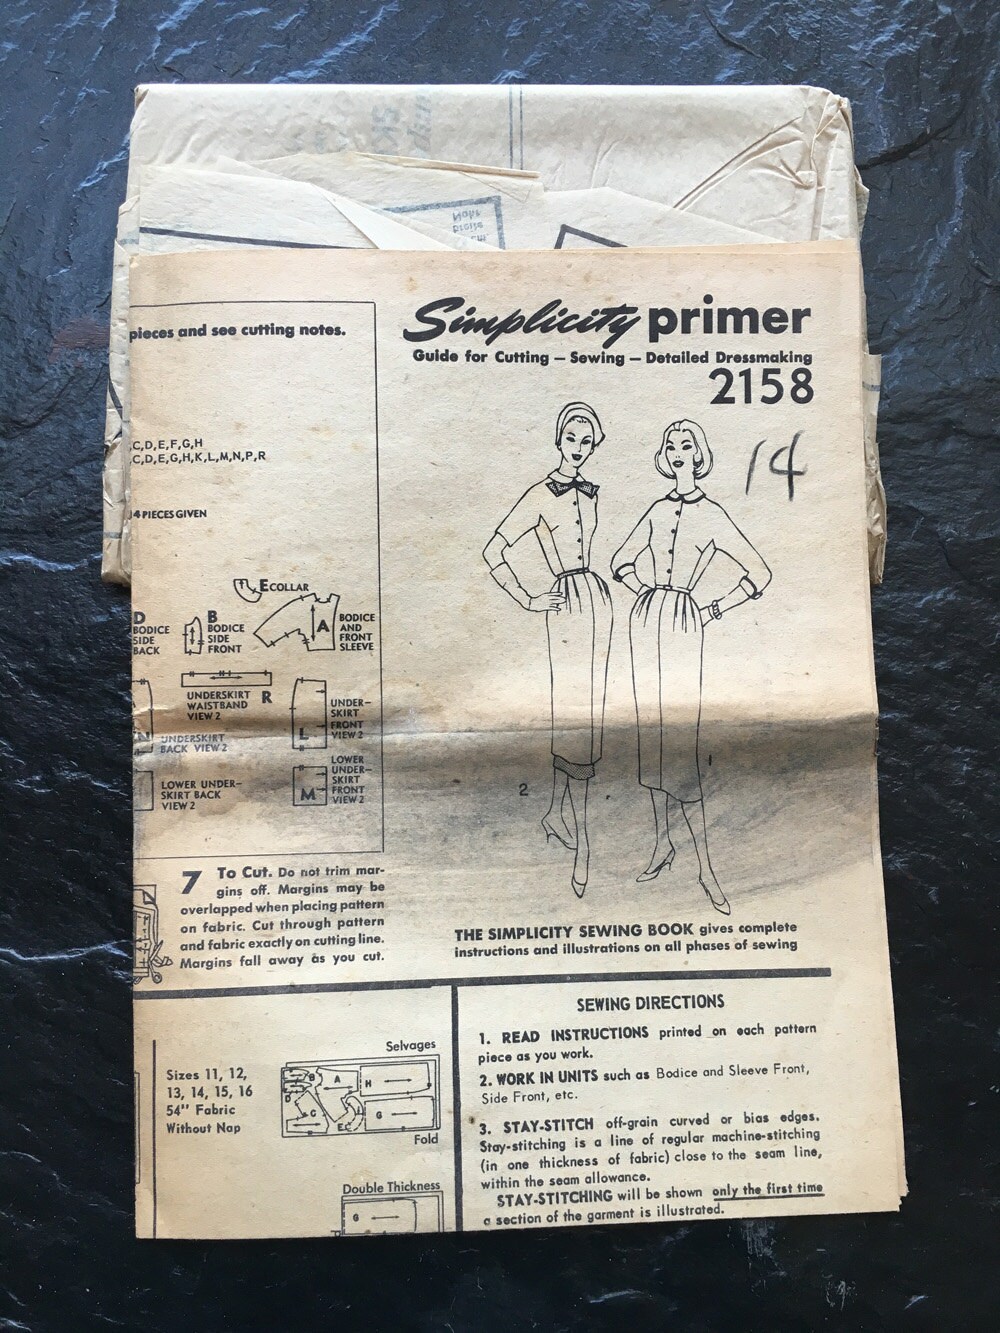 Naht
breite
cm.
Simplicity primer
Guide for Cutting — Sewing — Detailed Dressmaking
2158
14
pieces and see cutting notes.
C,D,E,F,G,H
C,D,E,G,H,K,L,M,N,P,R
14 PIECES GIVEN
E COLLAR
D
BODICE
SIDE
BACK
B
BODICE
SIDE
FRONT
A
BODICE
AND
FRONT
SLEEVE
UNDERSKIRT
WAISTBAND
VIEW 2
R
L
UNDER–
SKIRT
FRONT
VIEW 2
N
UNDERSKIRT
BACK VIEW 2
LOWER UNDER–
SKIRT BACK
VIEW 2
M
LOWER
UNDER–
SKIRT
FRONT
VIEW 2
2
1
7 To Cut. Do not trim mar-
gins off. Margins may be
overlapped when placing pattern
on fabric. Cut through pattern
and fabric exactly on cutting line.
Margins fall away as you cut.
THE SIMPLICITY SEWING BOOK gives complete
instructions and illustrations on all phases of sewing
Sizes 11, 12,
13, 14, 15, 16
54" Fabric
Without Nap
Selvages
B
A
H
D
C
G
E
Fold
Double Thickness
G
SEWING DIRECTIONS
1. READ INSTRUCTIONS printed on each pattern
piece as you work.
2. WORK IN UNITS such as Bodice and Sleeve Front,
Side Front, etc.
3. STAY-STITCH off-grain curved or bias edges.
Stay-stitching is a line of regular machine-stitching
(in one thickness of fabric) close to the seam line,
within the seam allowance.
STAY-STITCHING will be shown only the first time
a section of the garment is illustrated.